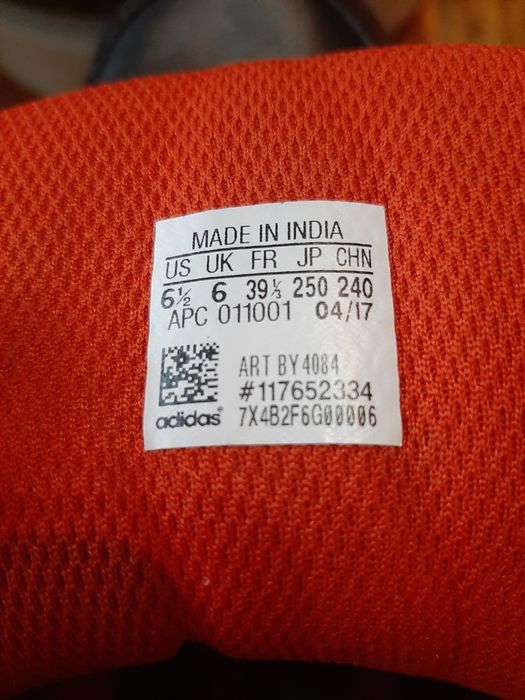 MADE IN INDIA
US UK FR JP CHN
6½ 6 39⅓ 250 240
APC 011001 04/17
ART BY4084
#117652334
adidas® 7X4B2F6G00006